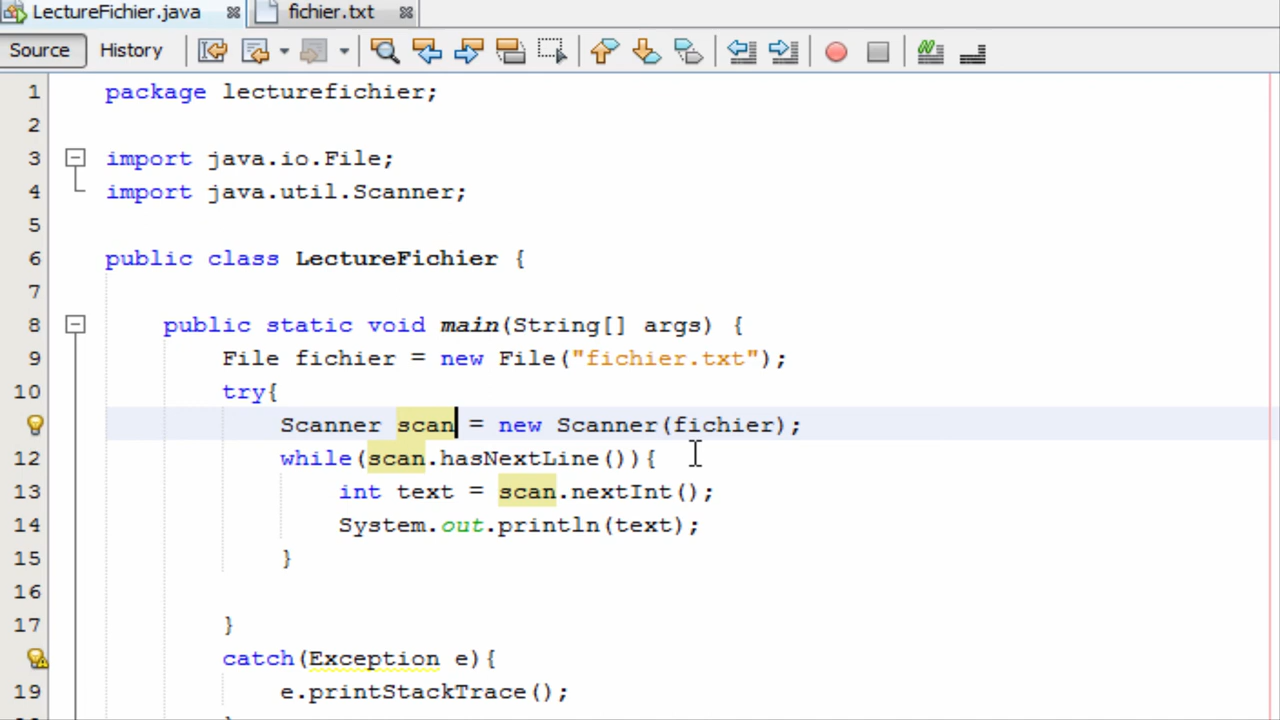 LectureFichier.java fichier.txt
Source History
1 package lecturefichier;
2
3 import java.io.File;
4 import java.util.Scanner;
5
6 public class LectureFichier {
7
8 public static void main(String[] args) {
9 File fichier = new File("fichier.txt");
10 try{
Scanner scan = new Scanner(fichier);
12 while(scan.hasNextLine()){
13 int text = scan.nextInt();
14 System.out.println(text);
15 }
16
17 }
catch(Exception e){
19 e.printStackTrace();